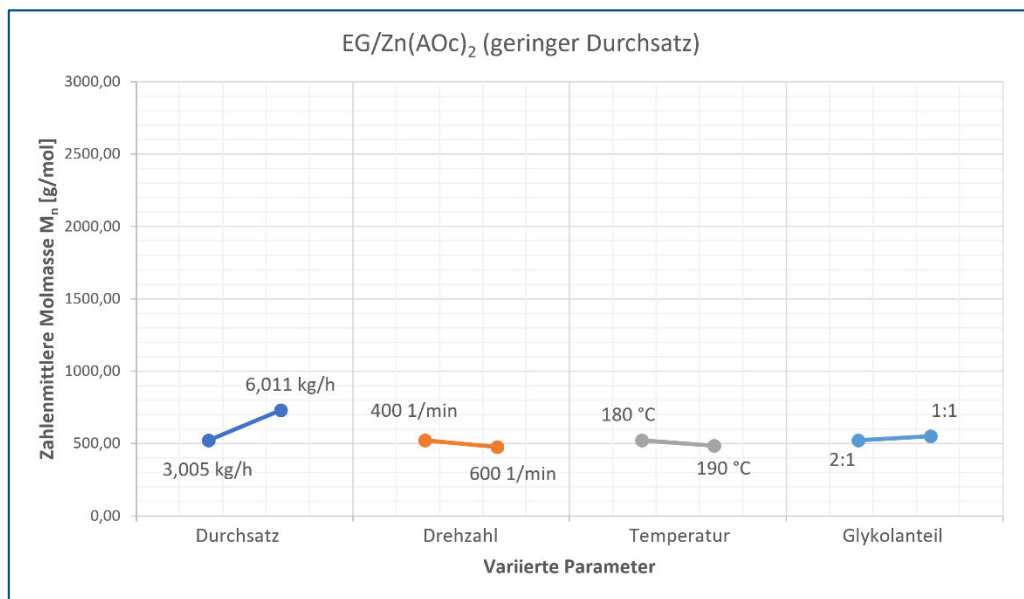 EG/Zn(AOc)₂ (geringer Durchsatz)
Zahlenmittlere Molmasse Mₙ [g/mol]
3000,00
2500,00
2000,00
1500,00
1000,00
500,00
0,00
6,011 kg/h
3,005 kg/h
400 1/min
600 1/min
180 °C
190 °C
1:1
2:1
Durchsatz
Drehzahl
Temperatur
Glykolanteil
Variierte Parameter